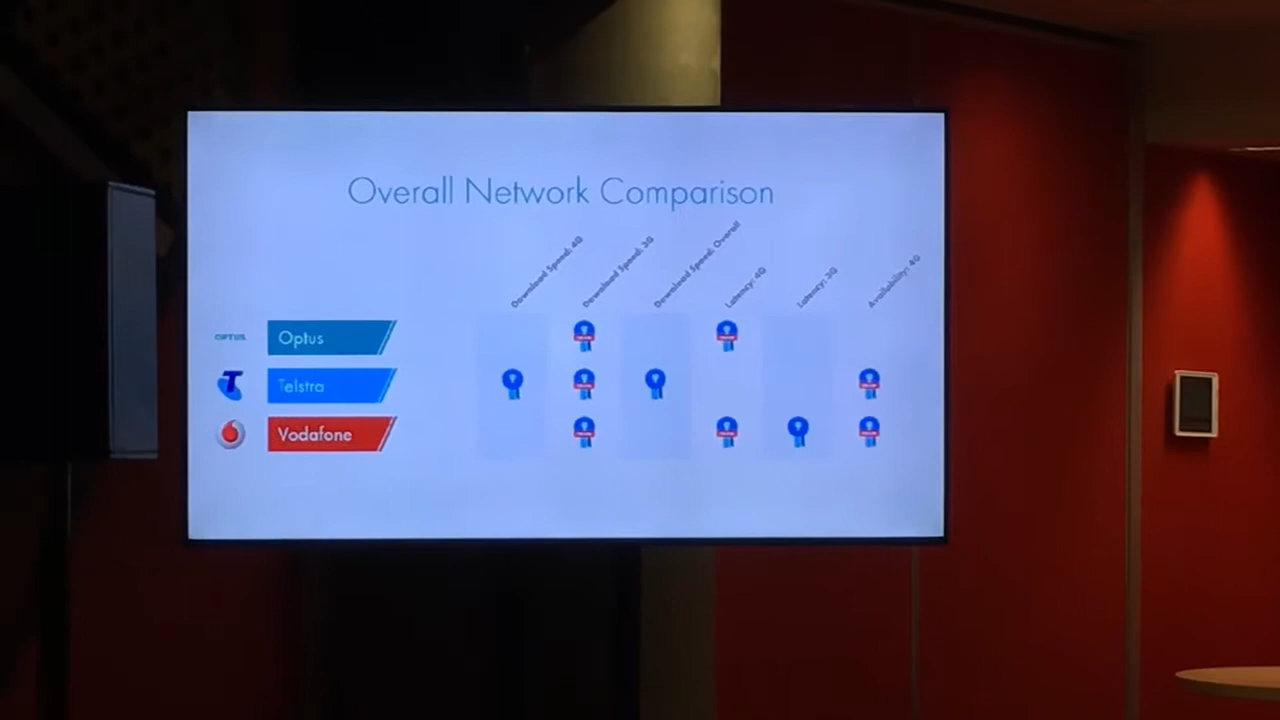 Overall Network Comparison
Download Speed: 4G
Download Speed: 3G
Download Speed: Overall
Latency: 4G
Latency: 3G
Availability: 4G
OPTUS
Optus
T
Telstra
Vodafone